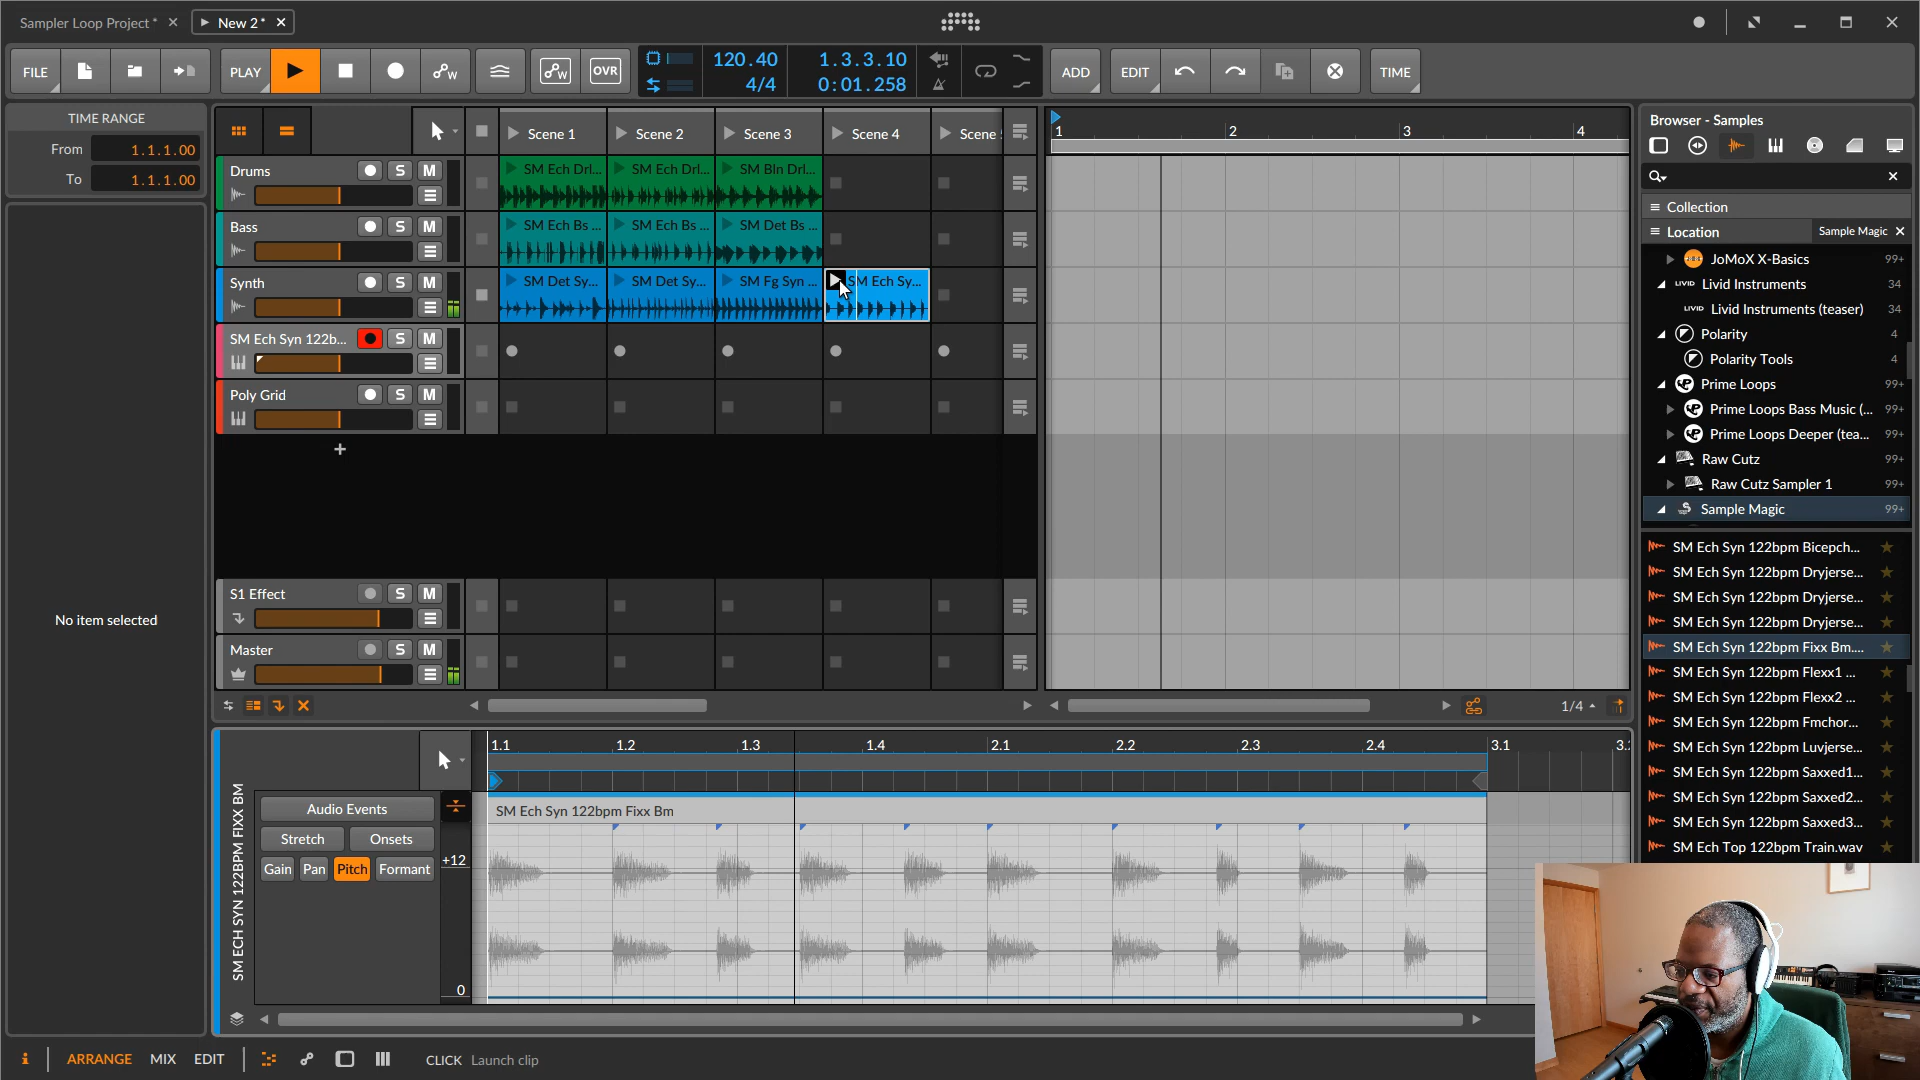 Sampler Loop Project *
New 2 *
FILE
PLAY
OVR
120.40
4/4
1.3.3.10
0:01.258
ADD
EDIT
TIME
TIME RANGE
From 1.1.1.00
To 1.1.1.00
No item selected
Scene 1
Scene 2
Scene 3
Scene 4
Scene
Drums
S M
SM Ech Drl...
SM Ech Drl...
SM Bln Drl...
Bass
S M
SM Ech Bs ...
SM Ech Bs ...
SM Det Bs ...
Synth
S M
SM Det Sy...
SM Det Sy...
SM Fg Syn ...
SM Ech Sy...
SM Ech Syn 122b...
S M
Poly Grid
S M
+
S1 Effect
S M
Master
S M
1 2 3 4
1/4
Browser - Samples
Collection
Location
Sample Magic
JoMoX X-Basics 99+
LIVID Livid Instruments 34
LIVID Livid Instruments (teaser) 34
Polarity 4
Polarity Tools 4
Prime Loops 99+
Prime Loops Bass Music (... 99+
Prime Loops Deeper (tea... 99+
Raw Cutz 99+
Raw Cutz Sampler 1 99+
Sample Magic 99+
SM Ech Syn 122bpm Bicepch...
SM Ech Syn 122bpm Dryjerse...
SM Ech Syn 122bpm Dryjerse...
SM Ech Syn 122bpm Dryjerse...
SM Ech Syn 122bpm Fixx Bm....
SM Ech Syn 122bpm Flexx1 ...
SM Ech Syn 122bpm Flexx2 ...
SM Ech Syn 122bpm Fmchor...
SM Ech Syn 122bpm Luvjerse...
SM Ech Syn 122bpm Saxxed1...
SM Ech Syn 122bpm Saxxed2...
SM Ech Syn 122bpm Saxxed3...
SM Ech Top 122bpm Train.wav
SM ECH SYN 122BPM FIXX BM
1.1 1.2 1.3 1.4 2.1 2.2 2.3 2.4 3.1 3.
Audio Events
Stretch
Onsets
Gain
Pan
Pitch
Formant
+12
0
SM Ech Syn 122bpm Fixx Bm
i
ARRANGE
MIX
EDIT
CLICK Launch clip